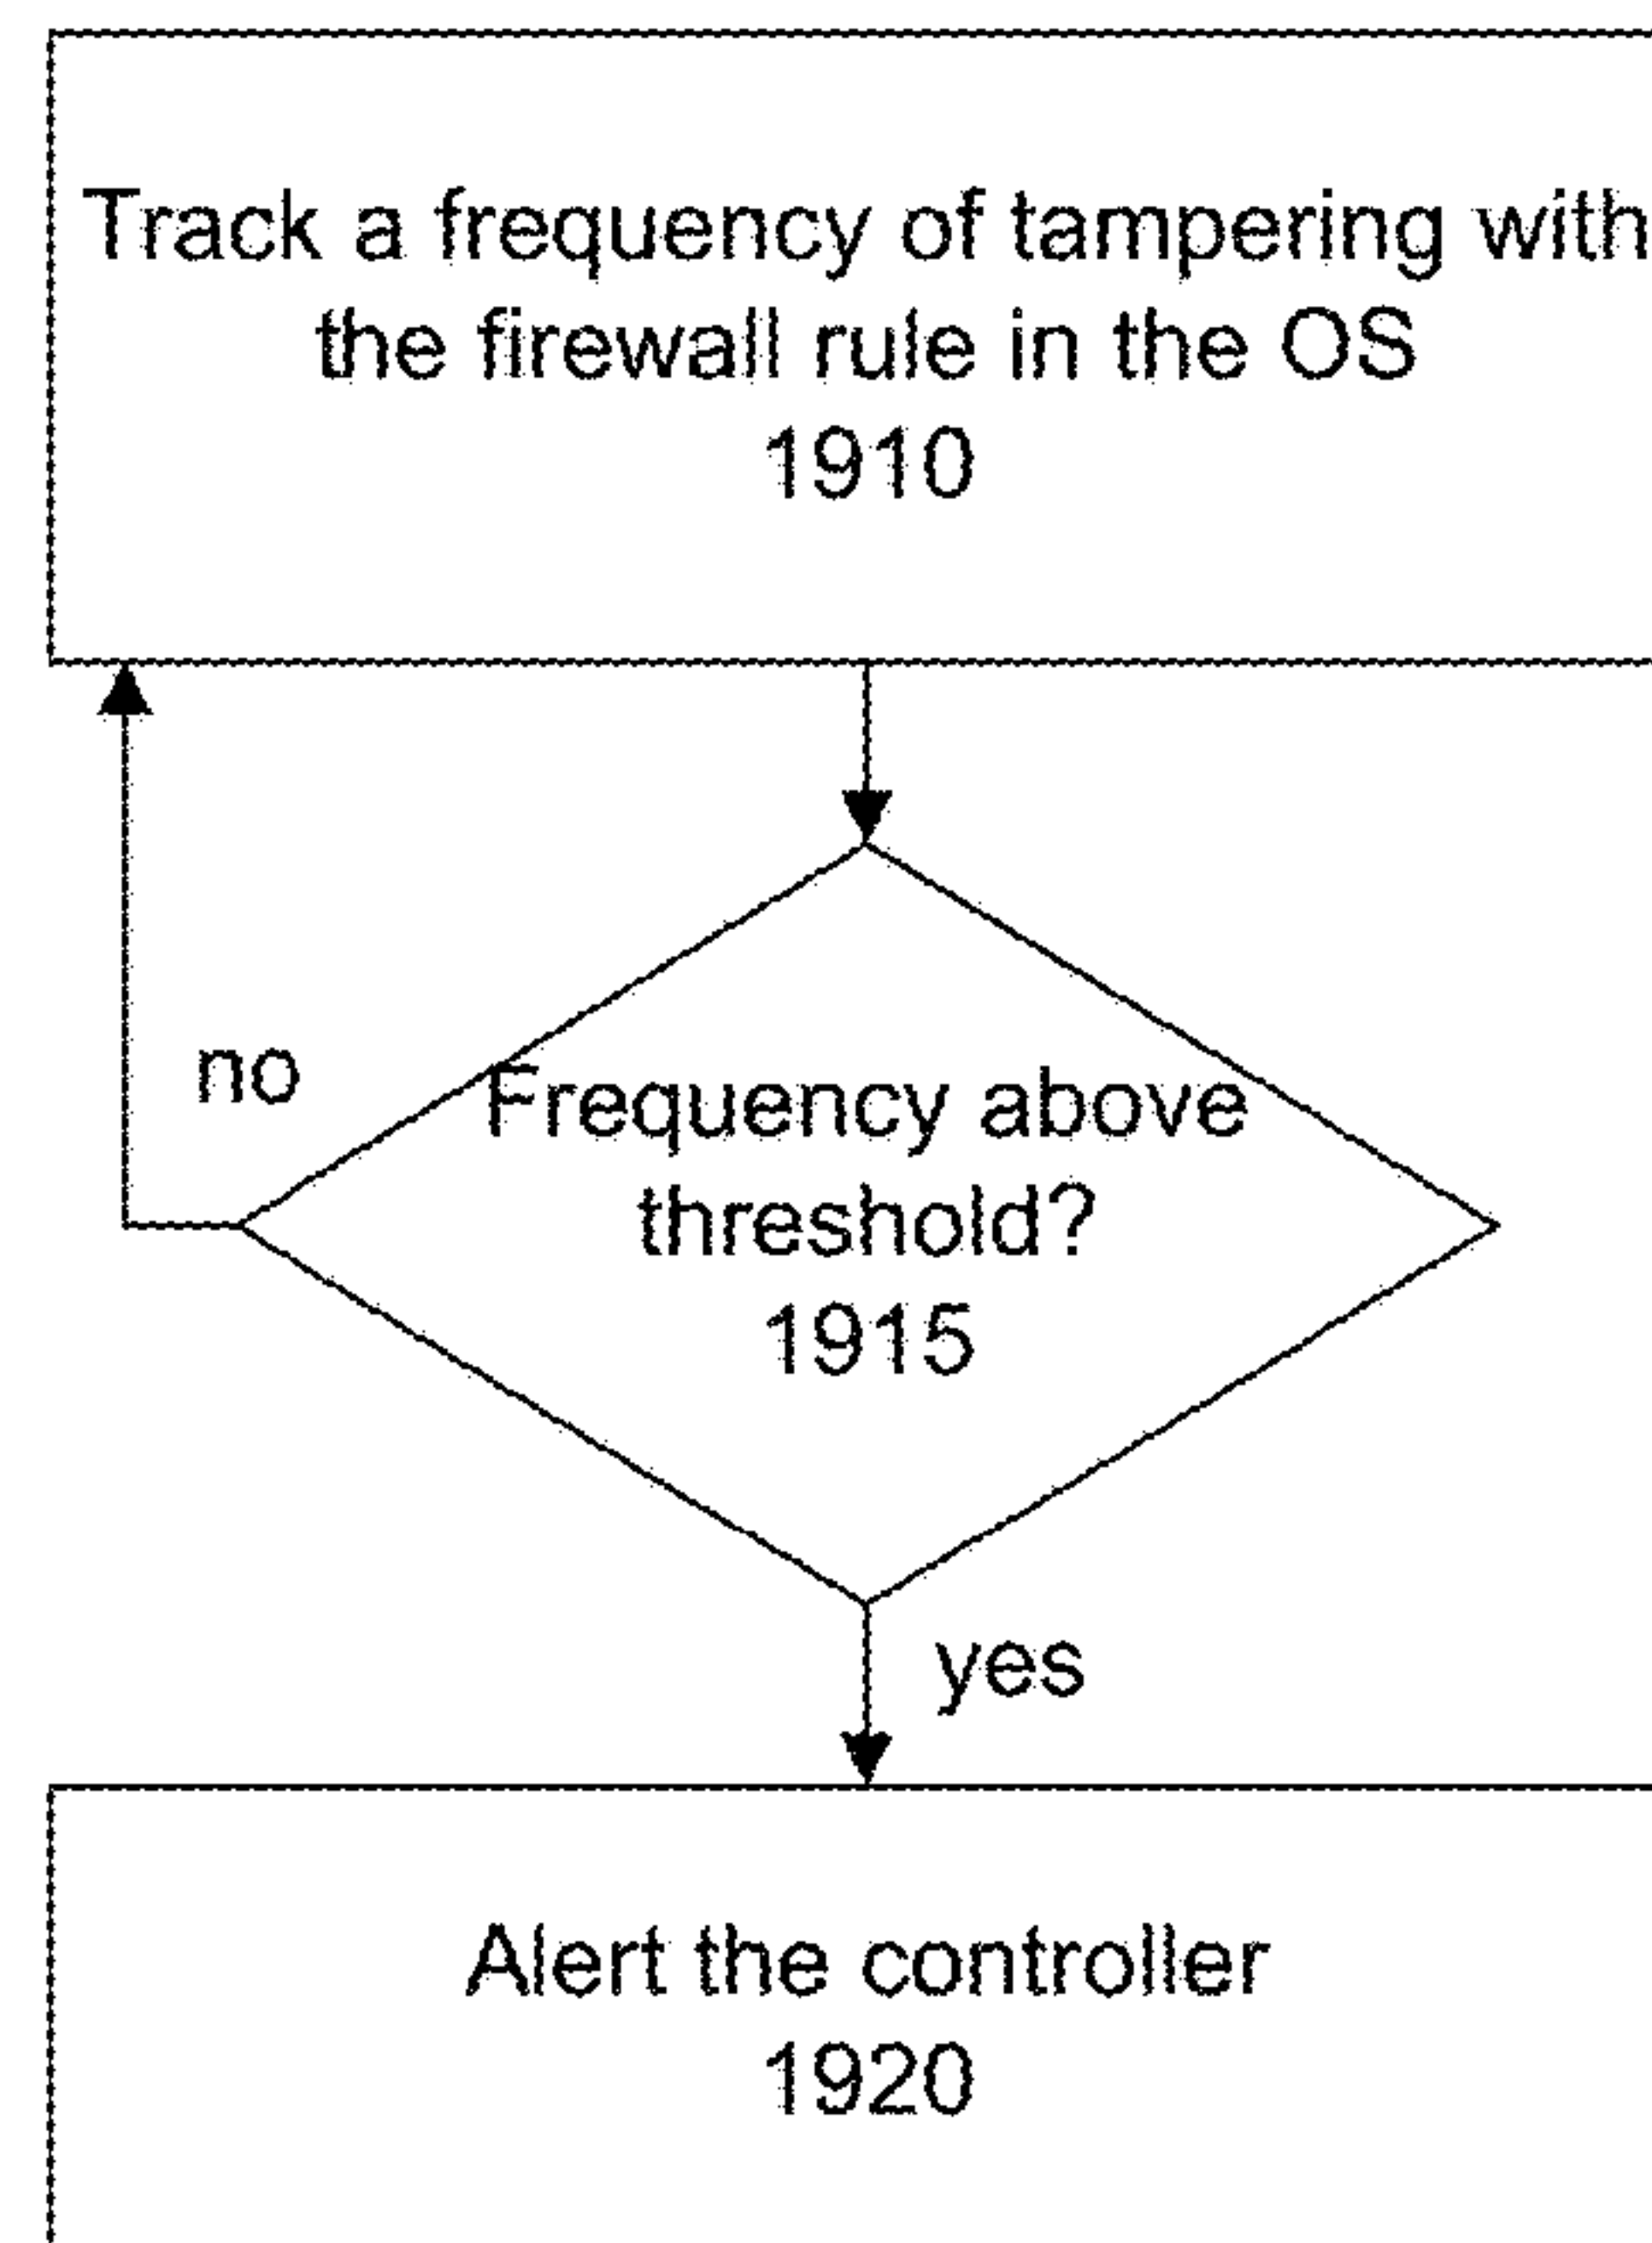 Track a frequency of tampering with
the firewall rule in the OS
1910
no
Frequency above
threshold?
1915
yes
Alert the controller
1920